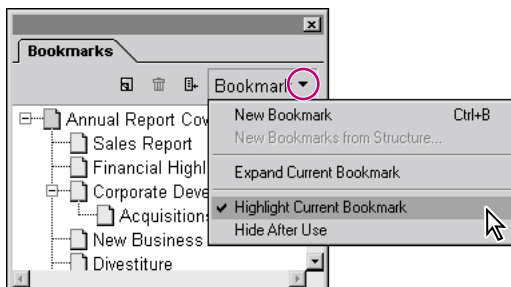 Bookmarks
Bookmark
Annual Report Cov
Sales Report
Financial Highl
Corporate Deve
Acquisition
New Business
Divestiture
New Bookmark Ctrl+B
New Bookmarks from Structure...
Expand Current Bookmark
Highlight Current Bookmark
Hide After Use